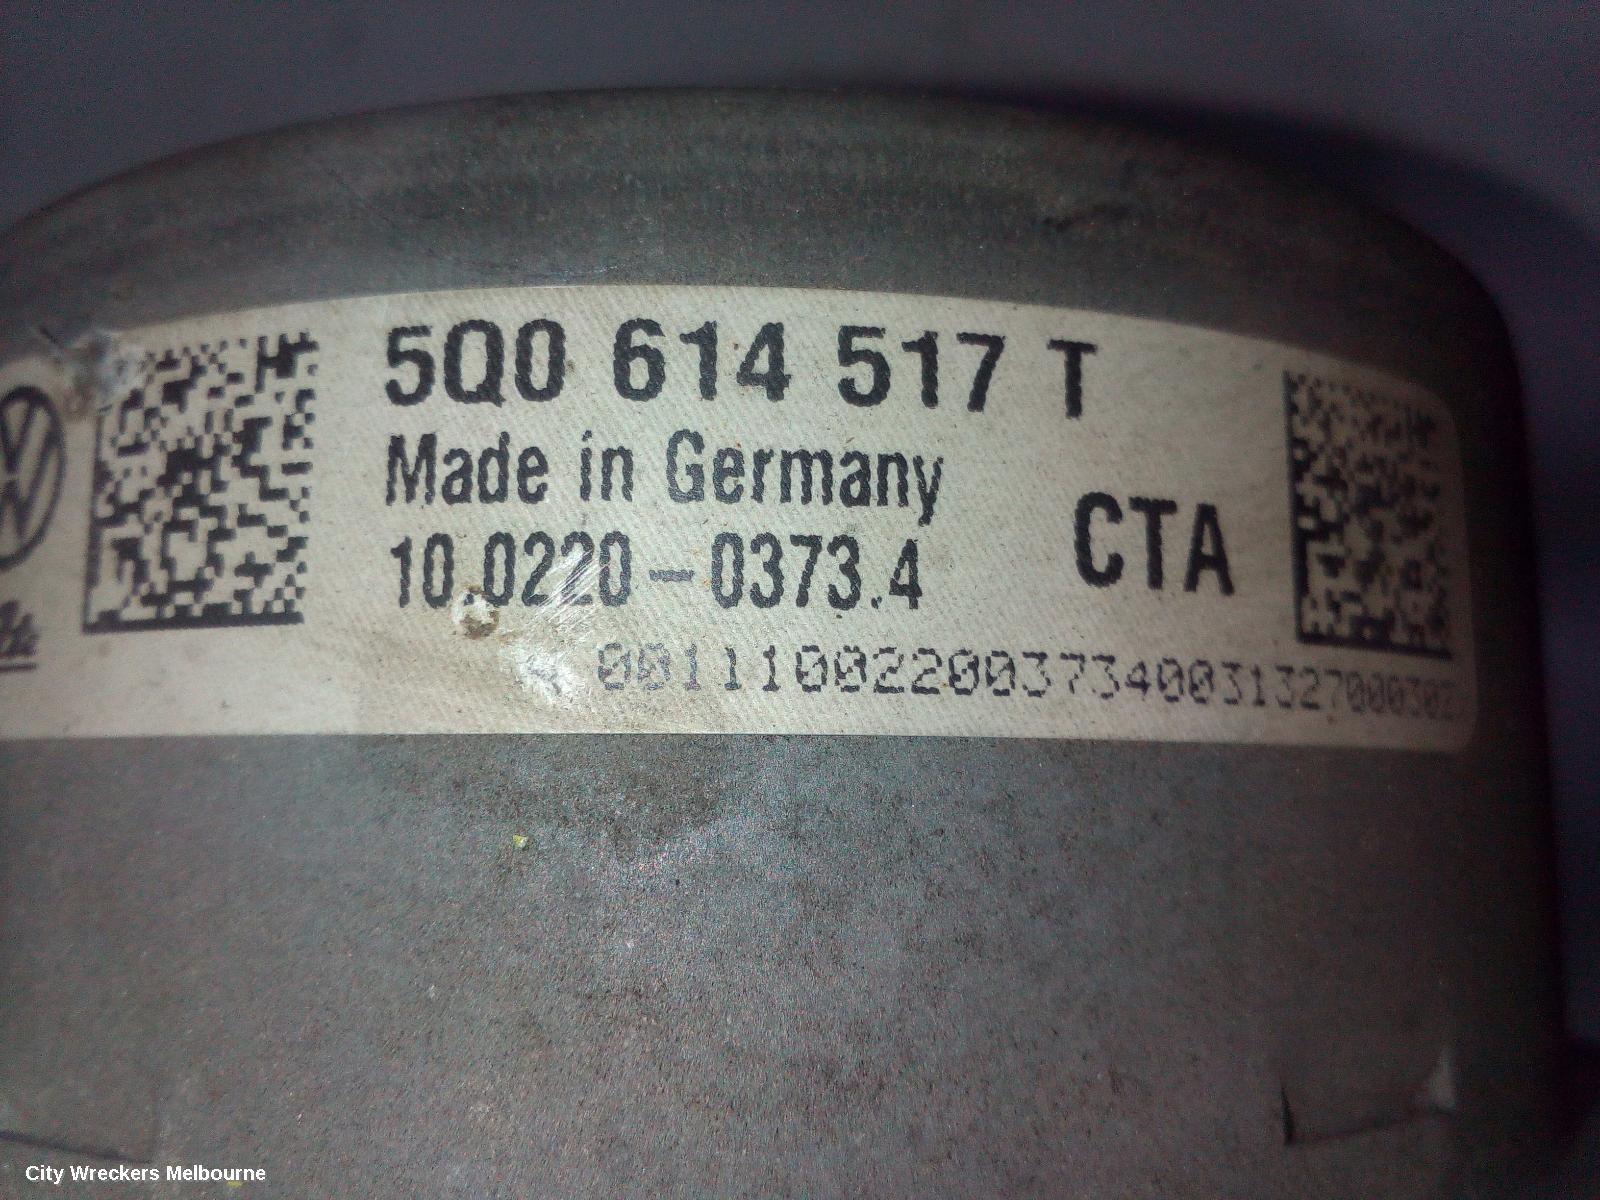 5Q0 614 517 T
Made in Germany
10.0220-0373.4
CTA
City Wreckers Melbourne